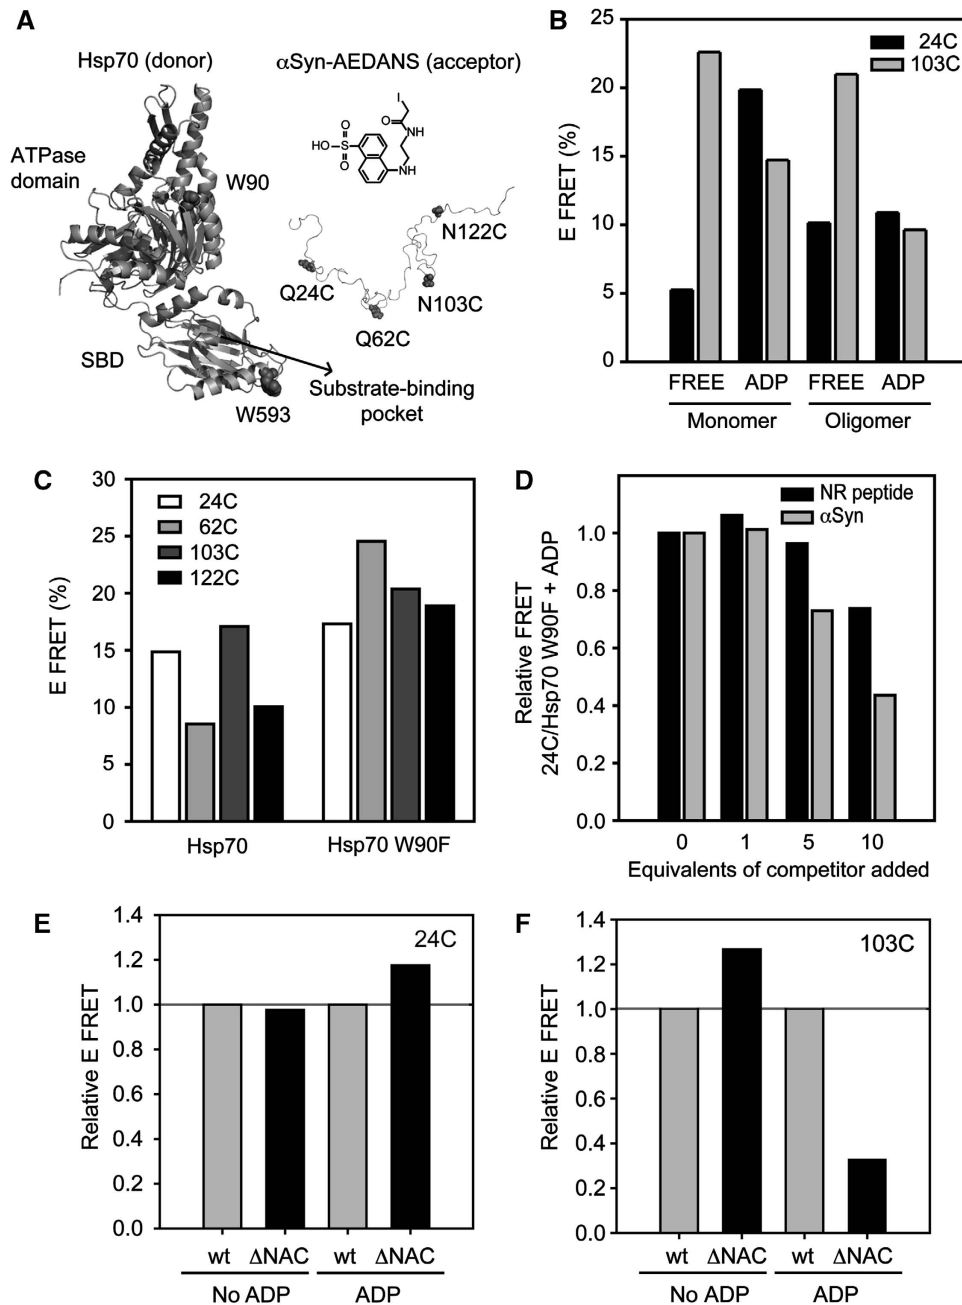 A
Hsp70 (donor)
αSyn-AEDANS (acceptor)
ATPase
domain
W90
SBD
W593
Substrate-binding
pocket
I
O
NH
HO
S
O
O
NH
N122C
Q24C
N103C
Q62C
B
E FRET (%)
25
20
15
10
5
0
24C
103C
FREE ADP FREE ADP
Monomer Oligomer
C
E FRET (%)
30
25
20
15
10
5
0
24C
62C
103C
122C
Hsp70 Hsp70 W90F
D
Relative FRET
24C/Hsp70 W90F + ADP
1.0
0.8
0.6
0.4
0.2
0.0
NR peptide
αSyn
0 1 5 10
Equivalents of competitor added
E
Relative E FRET
1.4
1.2
1.0
0.8
0.6
0.4
0.2
0.0
24C
wt ΔNAC wt ΔNAC
No ADP ADP
F
Relative E FRET
1.4
1.2
1.0
0.8
0.6
0.4
0.2
0.0
103C
wt ΔNAC wt ΔNAC
No ADP ADP